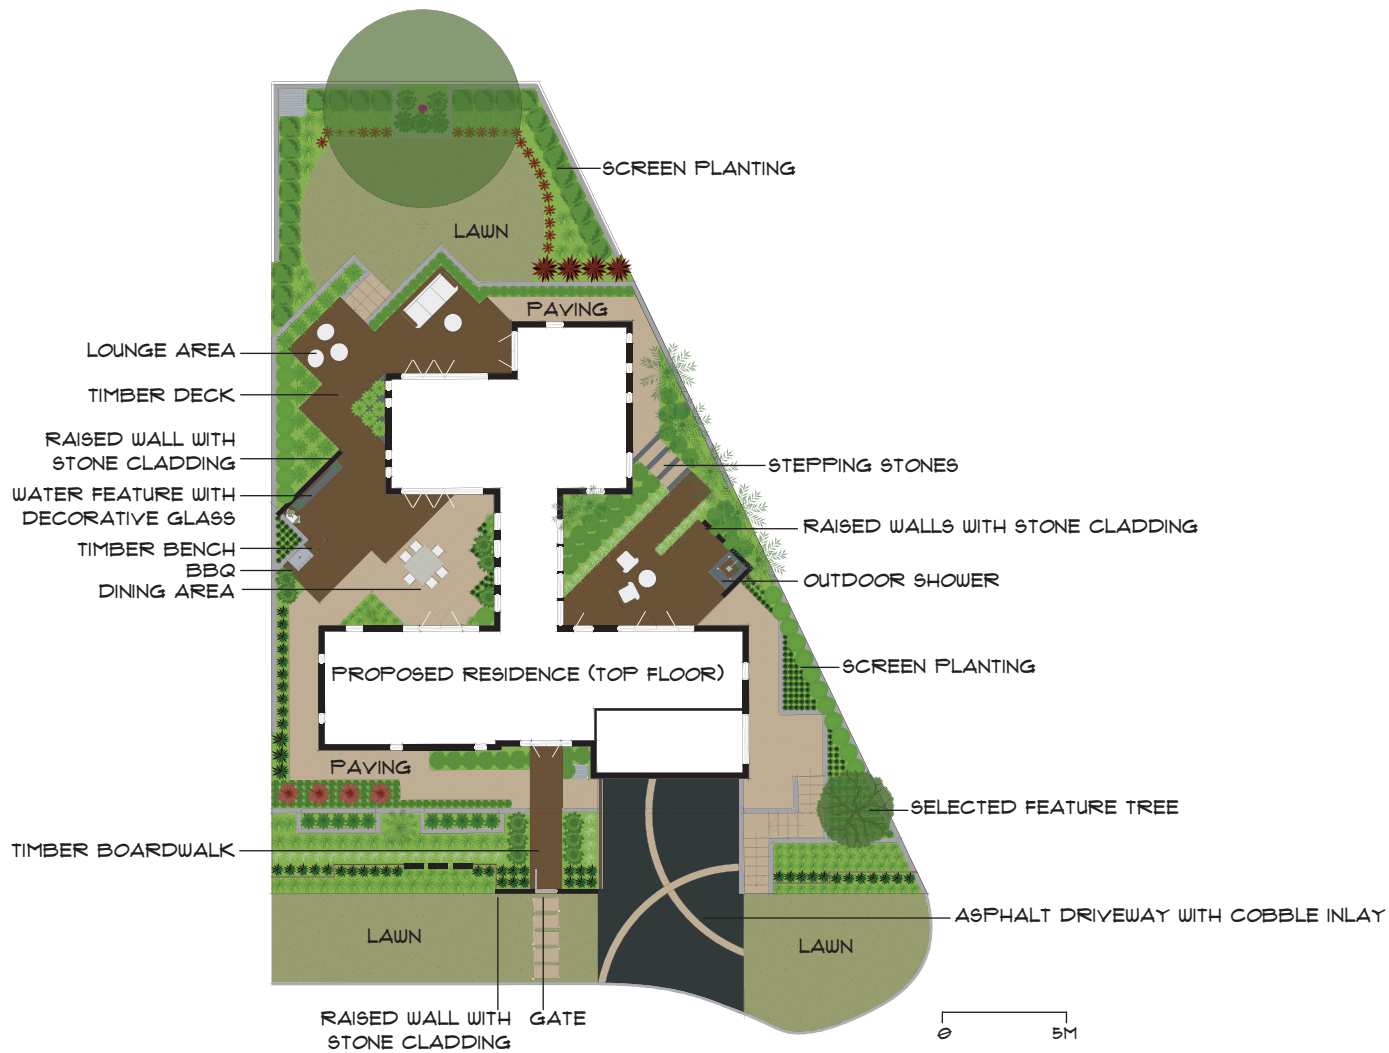 SCREEN PLANTING
LAWN
PAVING
LOUNGE AREA
TIMBER DECK
RAISED WALL WITH
STONE CLADDING
WATER FEATURE WITH
DECORATIVE GLASS
TIMBER BENCH
BBQ
DINING AREA
STEPPING STONES
RAISED WALLS WITH STONE CLADDING
OUTDOOR SHOWER
SCREEN PLANTING
PROPOSED RESIDENCE (TOP FLOOR)
PAVING
SELECTED FEATURE TREE
TIMBER BOARDWALK
ASPHALT DRIVEWAY WITH COBBLE INLAY
LAWN
LAWN
RAISED WALL WITH
STONE CLADDING
GATE
0 5M